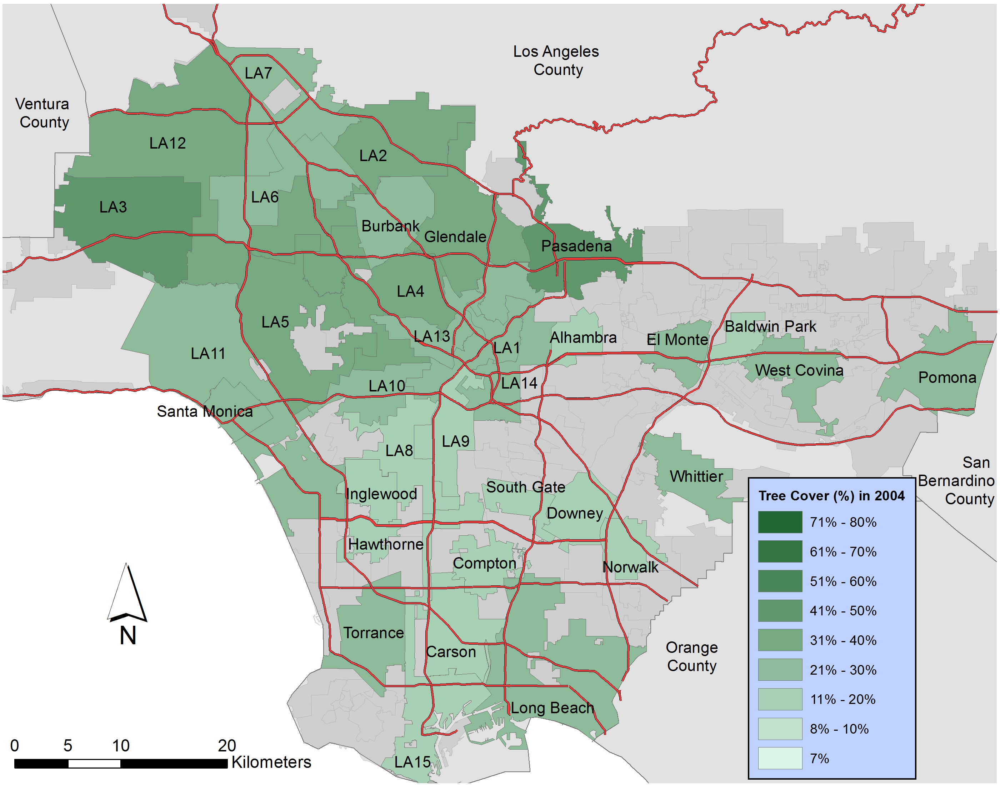 Los Angeles
County
LA7
Ventura
County
LA12
LA2
LA3
LA6
Burbank
Glendale
Pasadena
LA4
LA5
LA13
LA1
Alhambra
El Monte
Baldwin Park
LA11
LA10
LA14
West Covina
Pomona
Santa Monica
LA8
LA9
Whittier
San
Bernardino
County
Inglewood
South Gate
Downey
Hawthorne
Compton
Norwalk
Torrance
Carson
Orange
County
Long Beach
LA15
N
0 5 10 20
Kilometers
Tree Cover (%) in 2004
71% - 80%
61% - 70%
51% - 60%
41% - 50%
31% - 40%
21% - 30%
11% - 20%
8% - 10%
7%